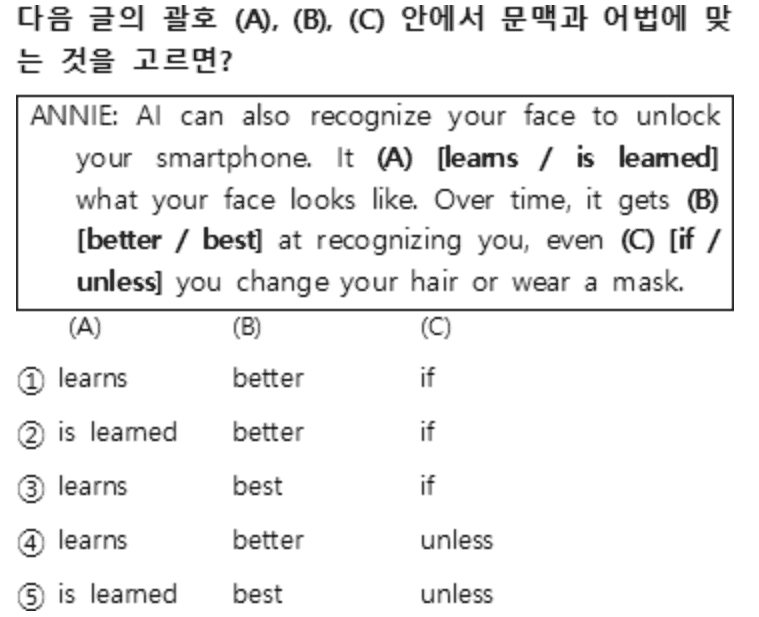 다음 글의 괄호 (A), (B), (C) 안에서 문맥과 어법에 맞
는 것을 고르면?
ANNIE: AI can also recognize your face to unlock
your smartphone. It (A) [learns / is learned]
what your face looks like. Over time, it gets (B)
[better / best] at recognizing you, even (C) [if /
unless] you change your hair or wear a mask.
(A) (B) (C)
① learns better if
② is learned better if
③ learns best if
④ learns better unless
⑤ is learned best unless